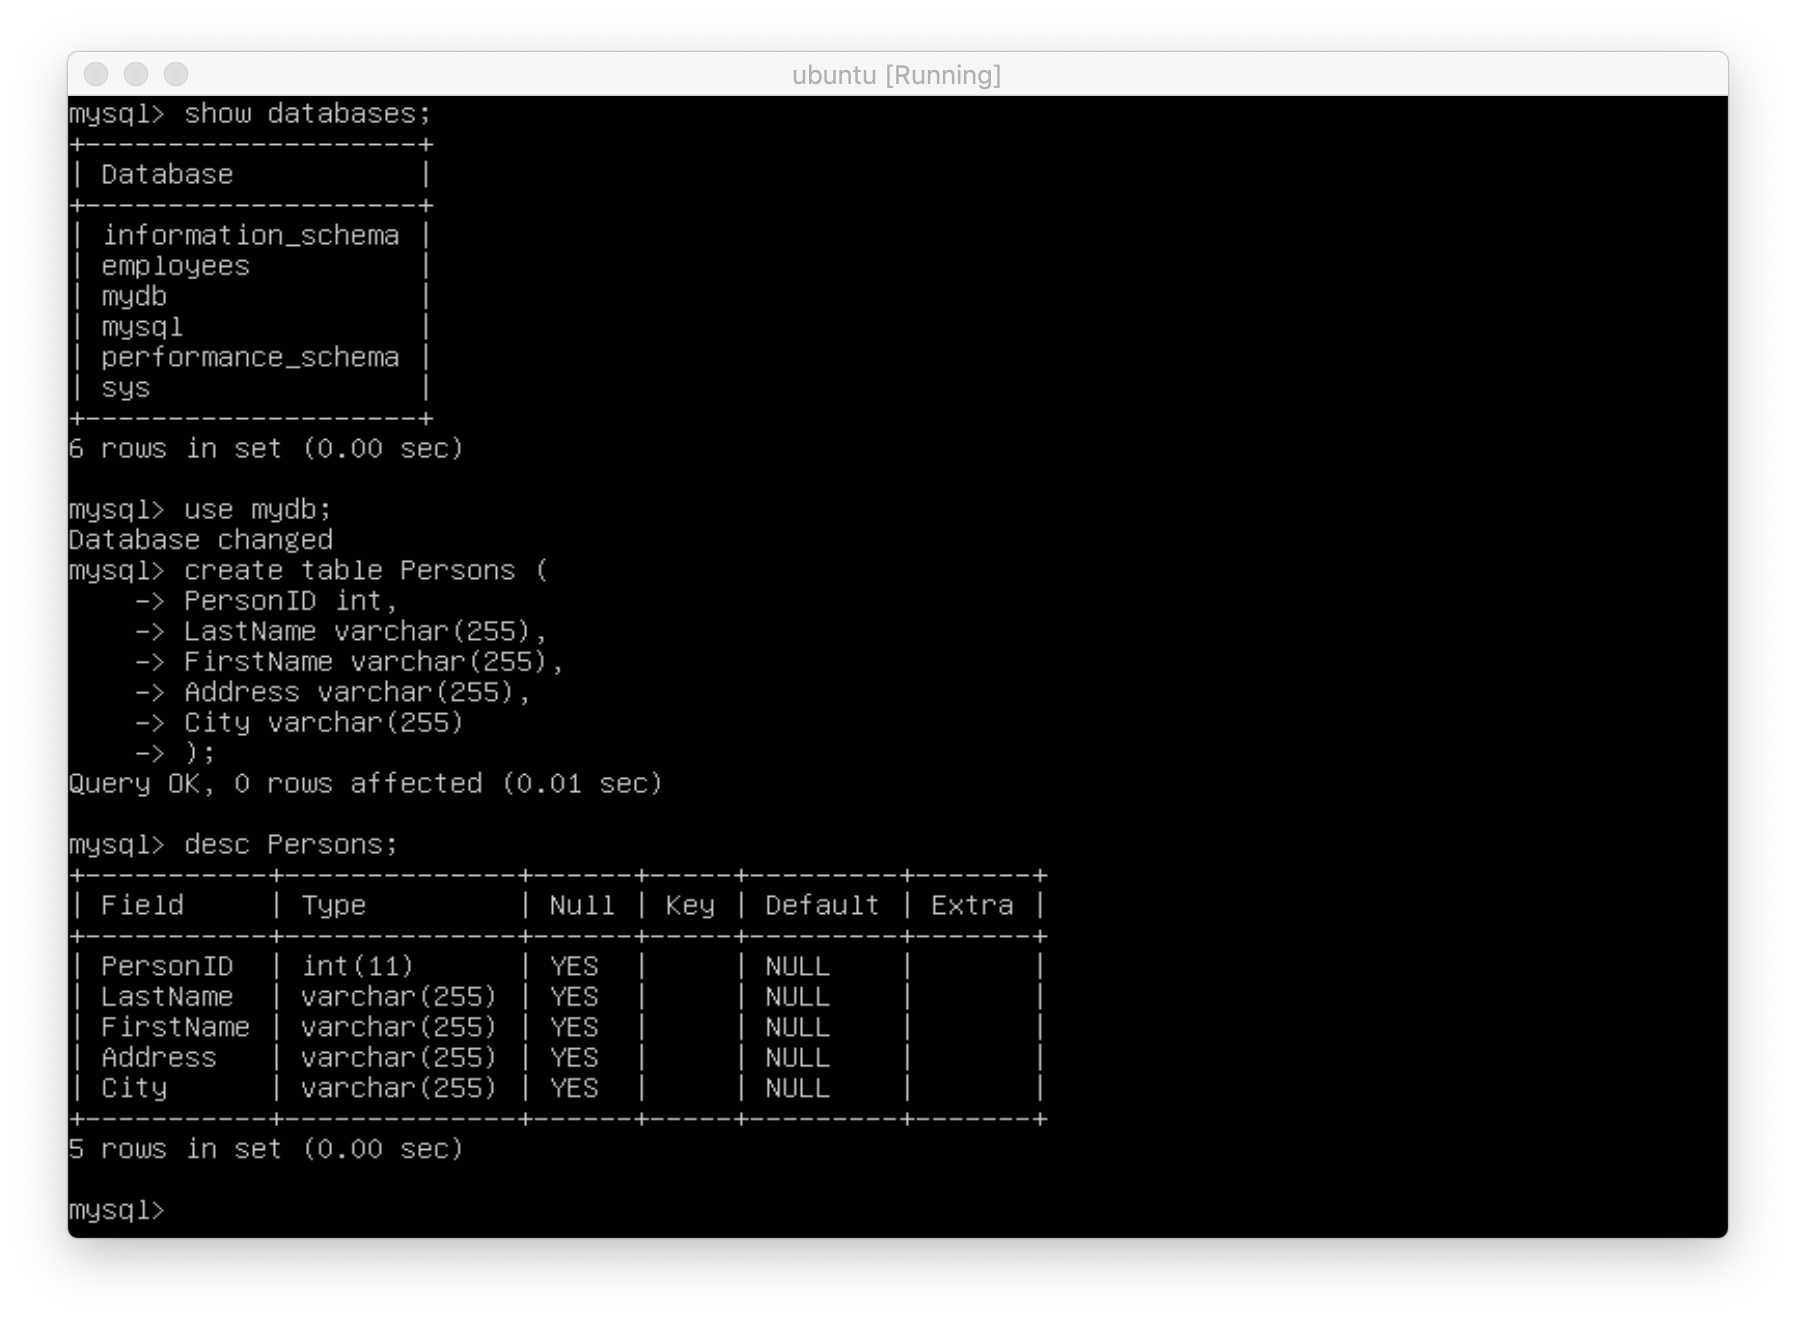 ubuntu [Running]
mysql> show databases;
+--------------------+
| Database           |
+--------------------+
| information_schema |
| employees          |
| mydb               |
| mysql              |
| performance_schema |
| sys                |
+--------------------+
6 rows in set (0.00 sec)
mysql> use mydb;
Database changed
mysql> create table Persons (
    -> PersonID int,
    -> LastName varchar(255),
    -> FirstName varchar(255),
    -> Address varchar(255),
    -> City varchar(255)
    -> );
Query OK, 0 rows affected (0.01 sec)
mysql> desc Persons;
+-----------+--------------+------+-----+---------+-------+
| Field     | Type         | Null | Key | Default | Extra |
+-----------+--------------+------+-----+---------+-------+
| PersonID  | int(11)      | YES  |     | NULL    |       |
| LastName  | varchar(255) | YES  |     | NULL    |       |
| FirstName | varchar(255) | YES  |     | NULL    |       |
| Address   | varchar(255) | YES  |     | NULL    |       |
| City      | varchar(255) | YES  |     | NULL    |       |
+-----------+--------------+------+-----+---------+-------+
5 rows in set (0.00 sec)
mysql>